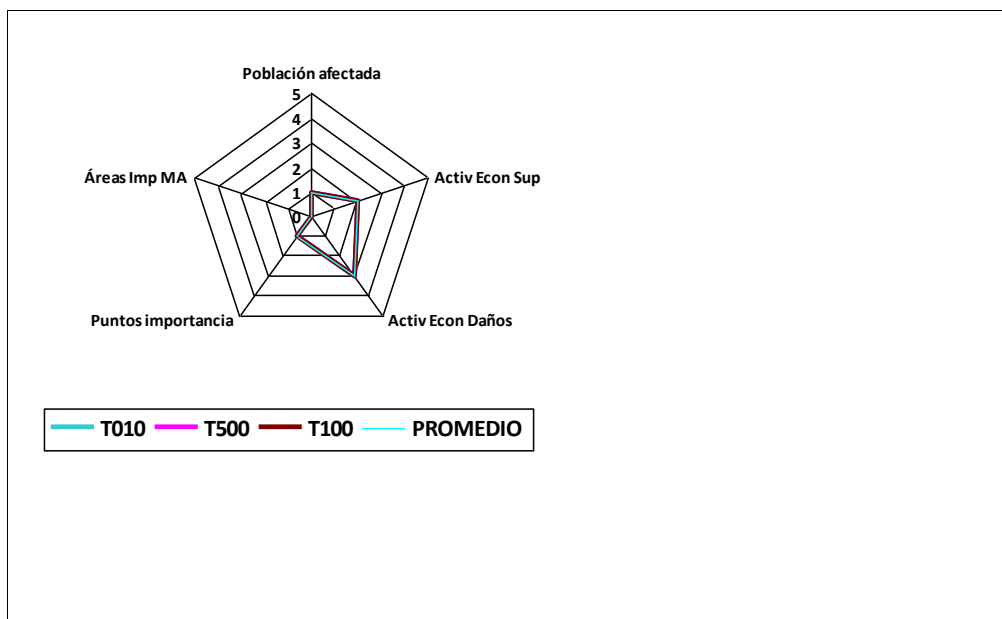 Población afectada
5
4
3
2
1
0
Áreas Imp MA
Activ Econ Sup
Puntos importancia
Activ Econ Daños
T010 T500 T100 PROMEDIO